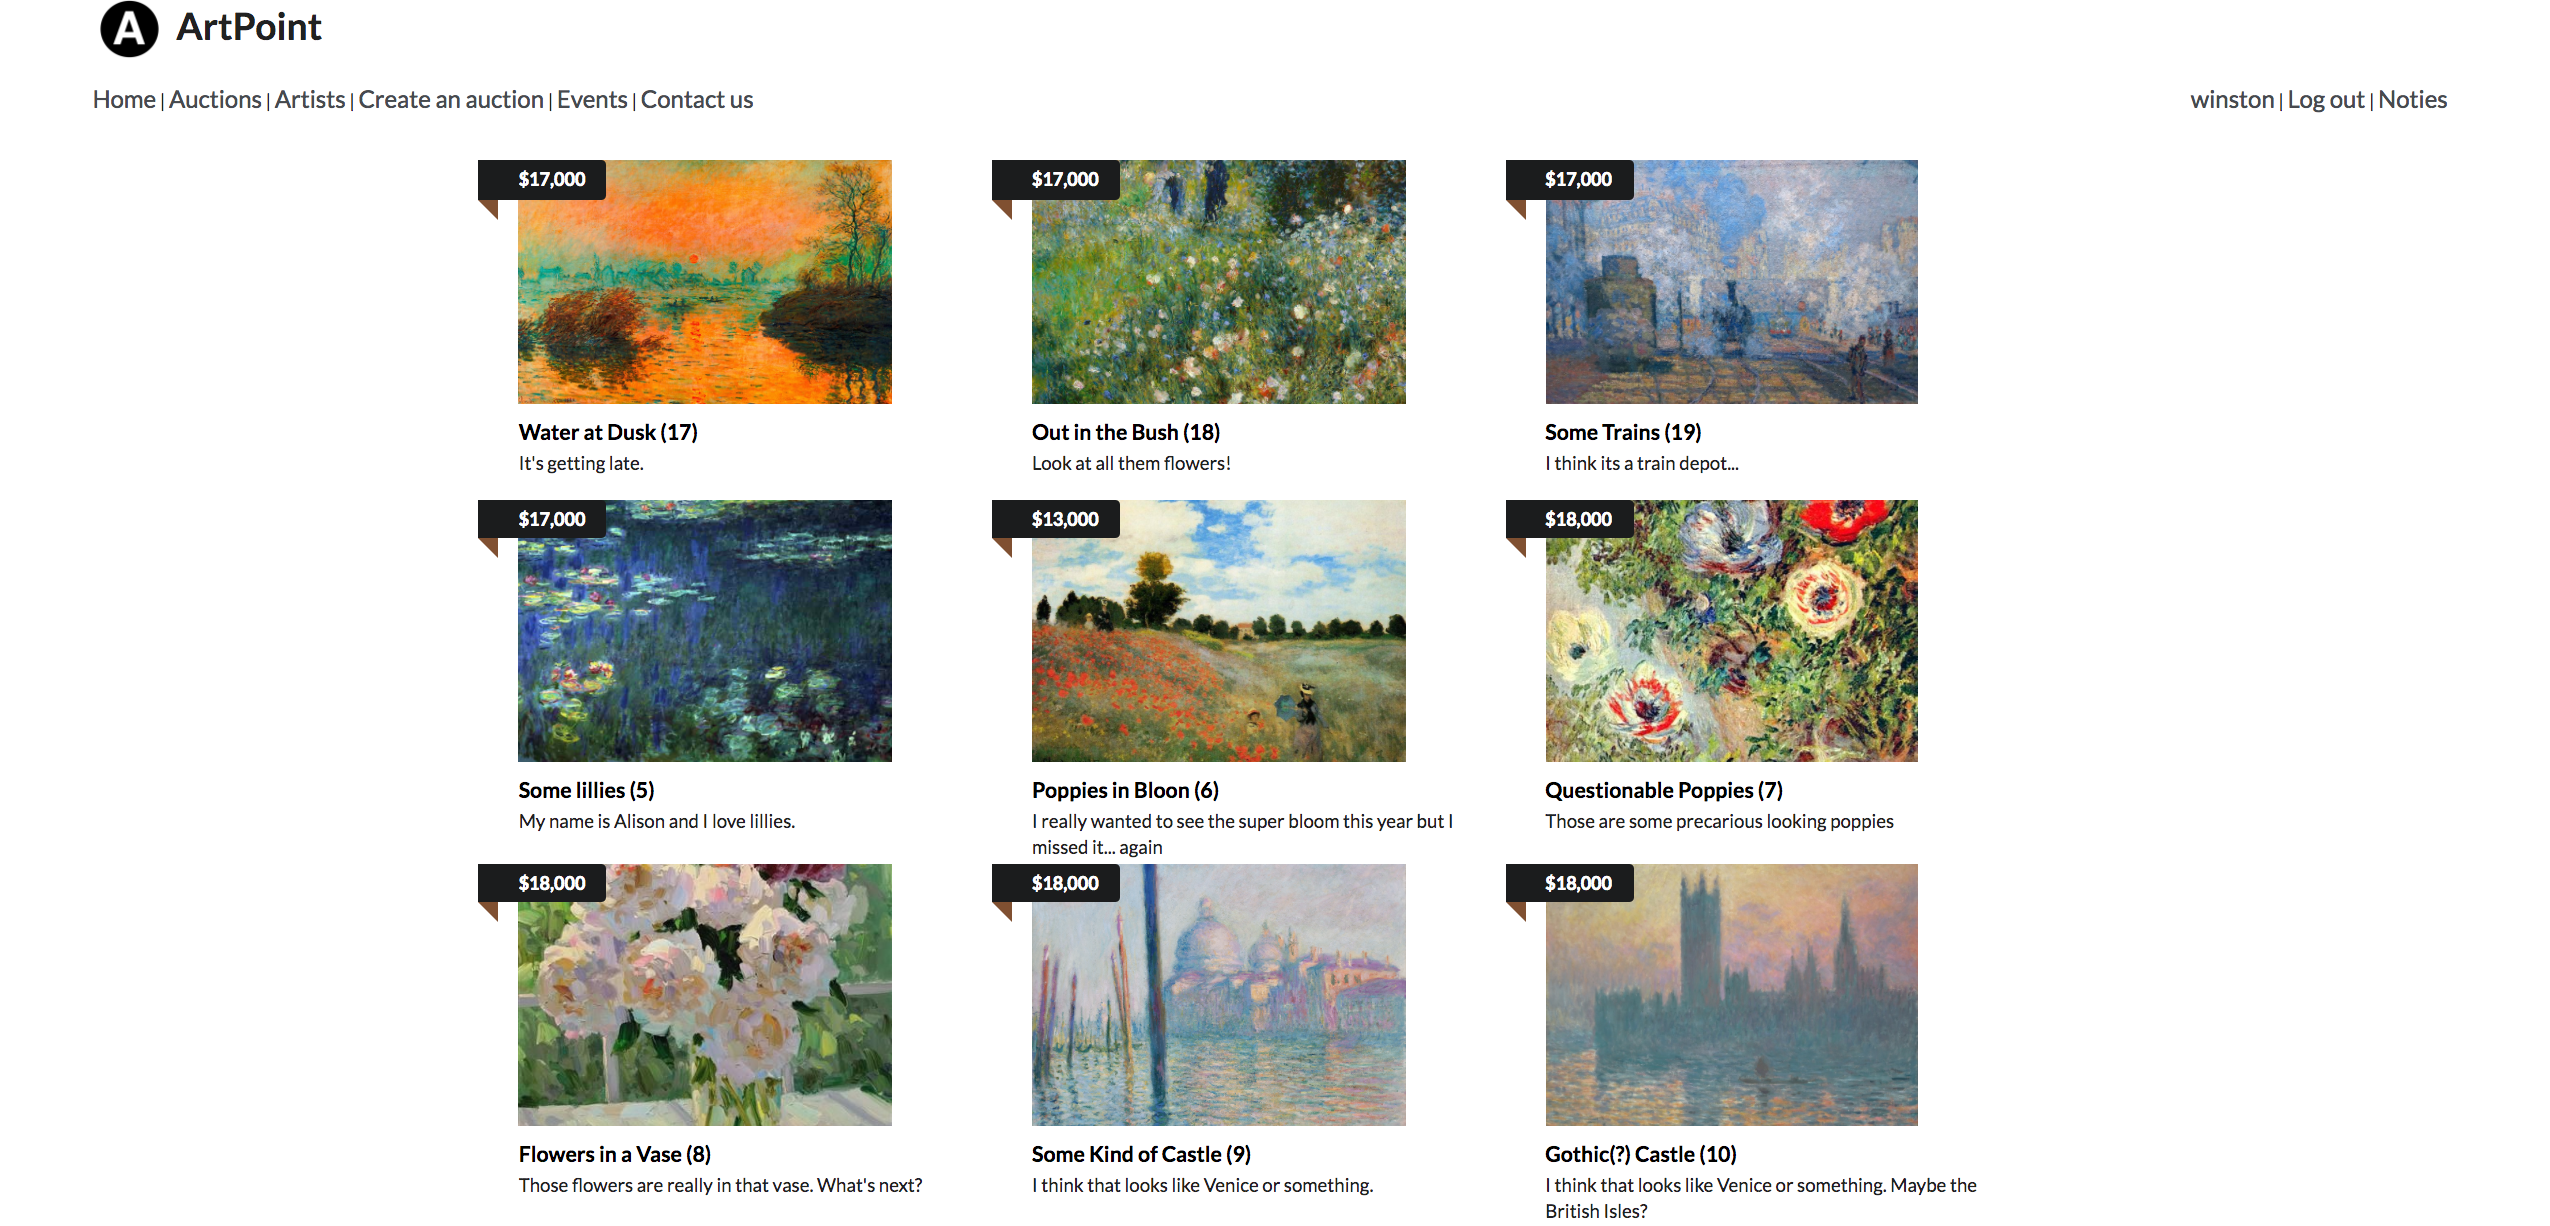 A ArtPoint
Home | Auctions | Artists | Create an auction | Events | Contact us
winston | Log out | Noties
$17,000
$17,000
$17,000
Water at Dusk (17)
It's getting late.
Out in the Bush (18)
Look at all them flowers!
Some Trains (19)
I think its a train depot...
$17,000
$13,000
$18,000
Some lillies (5)
My name is Alison and I love lillies.
Poppies in Bloon (6)
I really wanted to see the super bloom this year but I
missed it... again
Questionable Poppies (7)
Those are some precarious looking poppies
$18,000
$18,000
$18,000
Flowers in a Vase (8)
Those flowers are really in that vase. What's next?
Some Kind of Castle (9)
I think that looks like Venice or something.
Gothic(?) Castle (10)
I think that looks like Venice or something. Maybe the
British Isles?